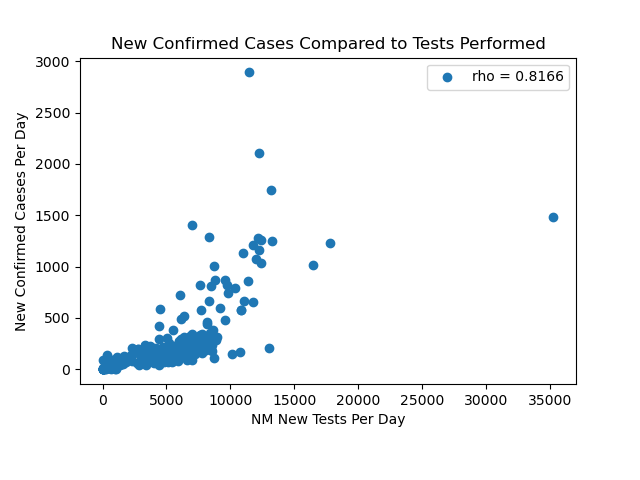 New Confirmed Cases Compared to Tests Performed
rho = 0.8166
New Confirmed Caeses Per Day
3000
2500
2000
1500
1000
500
0
0 5000 10000 15000 20000 25000 30000 35000
NM New Tests Per Day